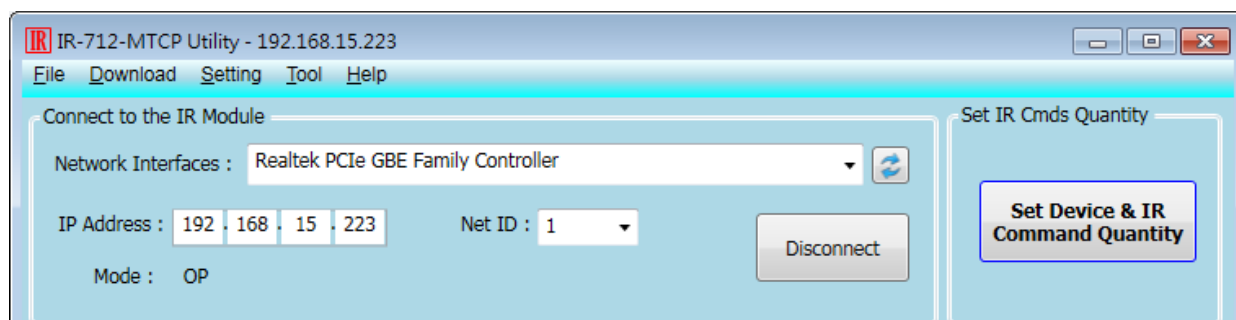 IR IR-712-MTCP Utility - 192.168.15.223
File Download Setting Tool Help
Connect to the IR Module
Set IR Cmds Quantity
Network Interfaces : Realtek PCIe GBE Family Controller
IP Address : 192 . 168 . 15 . 223 Net ID : 1
Disconnect
Set Device & IR
Command Quantity
Mode : OP